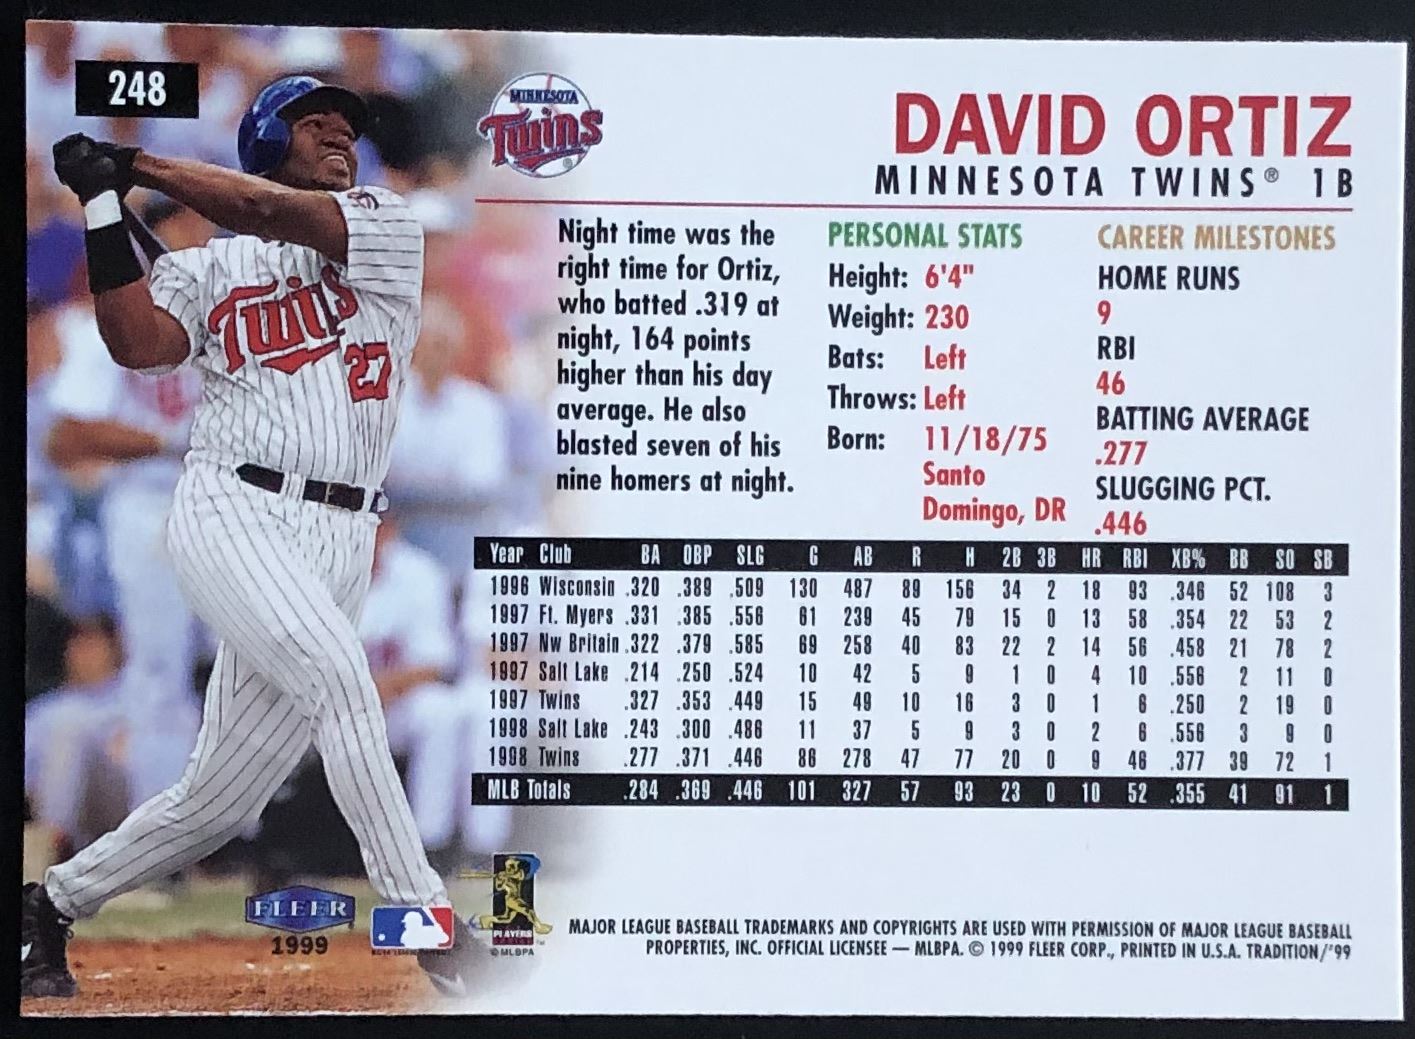 248
MINNESOTA
Twins
®
DAVID ORTIZ
MINNESOTA TWINS® 1B
Twins
27
Night time was the
right time for Ortiz,
who batted .319 at
night, 164 points
higher than his day
average. He also
blasted seven of his
nine homers at night.
PERSONAL STATS
Height: 6'4"
Weight: 230
Bats: Left
Throws: Left
Born: 11/18/75
Santo
Domingo, DR
CAREER MILESTONES
HOME RUNS
9
RBI
46
BATTING AVERAGE
.277
SLUGGING PCT.
.446
Year Club BA OBP SLG G AB R H 2B 3B HR RBI XB% BB SO SB
1996 Wisconsin .320 .389 .509 130 487 89 156 34 2 18 93 .346 52 108 3
1997 Ft. Myers .331 .385 .556 61 239 45 79 15 0 13 58 .354 22 53 2
1997 Nw Britain .322 .379 .585 69 258 40 83 22 2 14 56 .458 21 78 2
1997 Salt Lake .214 .250 .524 10 42 5 9 1 0 4 10 .556 2 11 0
1997 Twins .327 .353 .449 15 49 10 16 3 0 1 6 .250 2 19 0
1998 Salt Lake .243 .300 .486 11 37 5 9 3 0 2 6 .556 3 9 0
1998 Twins .277 .371 .446 86 278 47 77 20 0 9 46 .377 39 72 1
MLB Totals .284 .369 .446 101 327 57 93 23 0 10 52 .355 41 91 1
FLEER
1999
PLAYERS
© MLBPA
MAJOR LEAGUE BASEBALL TRADEMARKS AND COPYRIGHTS ARE USED WITH PERMISSION OF MAJOR LEAGUE BASEBALL
PROPERTIES, INC. OFFICIAL LICENSEE — MLBPA. © 1999 FLEER CORP., PRINTED IN U.S.A. TRADITION/'99